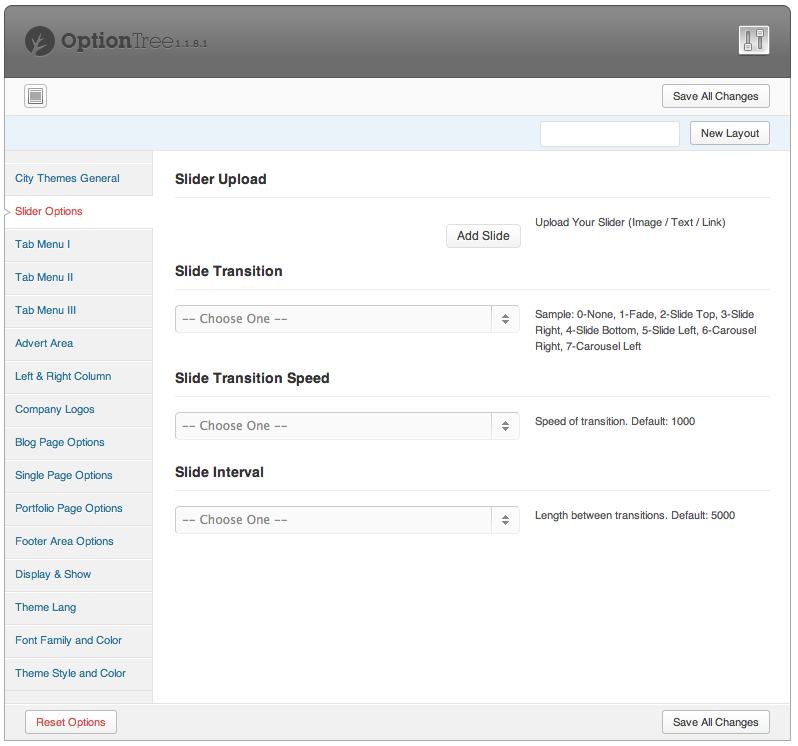 OptionTree 1.1.8.1
Save All Changes
New Layout
City Themes General
Slider Options
Tab Menu I
Tab Menu II
Tab Menu III
Advert Area
Left & Right Column
Company Logos
Blog Page Options
Single Page Options
Portfolio Page Options
Footer Area Options
Display & Show
Theme Lang
Font Family and Color
Theme Style and Color
Slider Upload
Add Slide
Upload Your Slider (Image / Text / Link)
Slide Transition
-- Choose One --
Sample: 0-None, 1-Fade, 2-Slide Top, 3-Slide
Right, 4-Slide Bottom, 5-Slide Left, 6-Carousel
Right, 7-Carousel Left
Slide Transition Speed
-- Choose One --
Speed of transition. Default: 1000
Slide Interval
-- Choose One --
Length between transitions. Default: 5000
Reset Options
Save All Changes